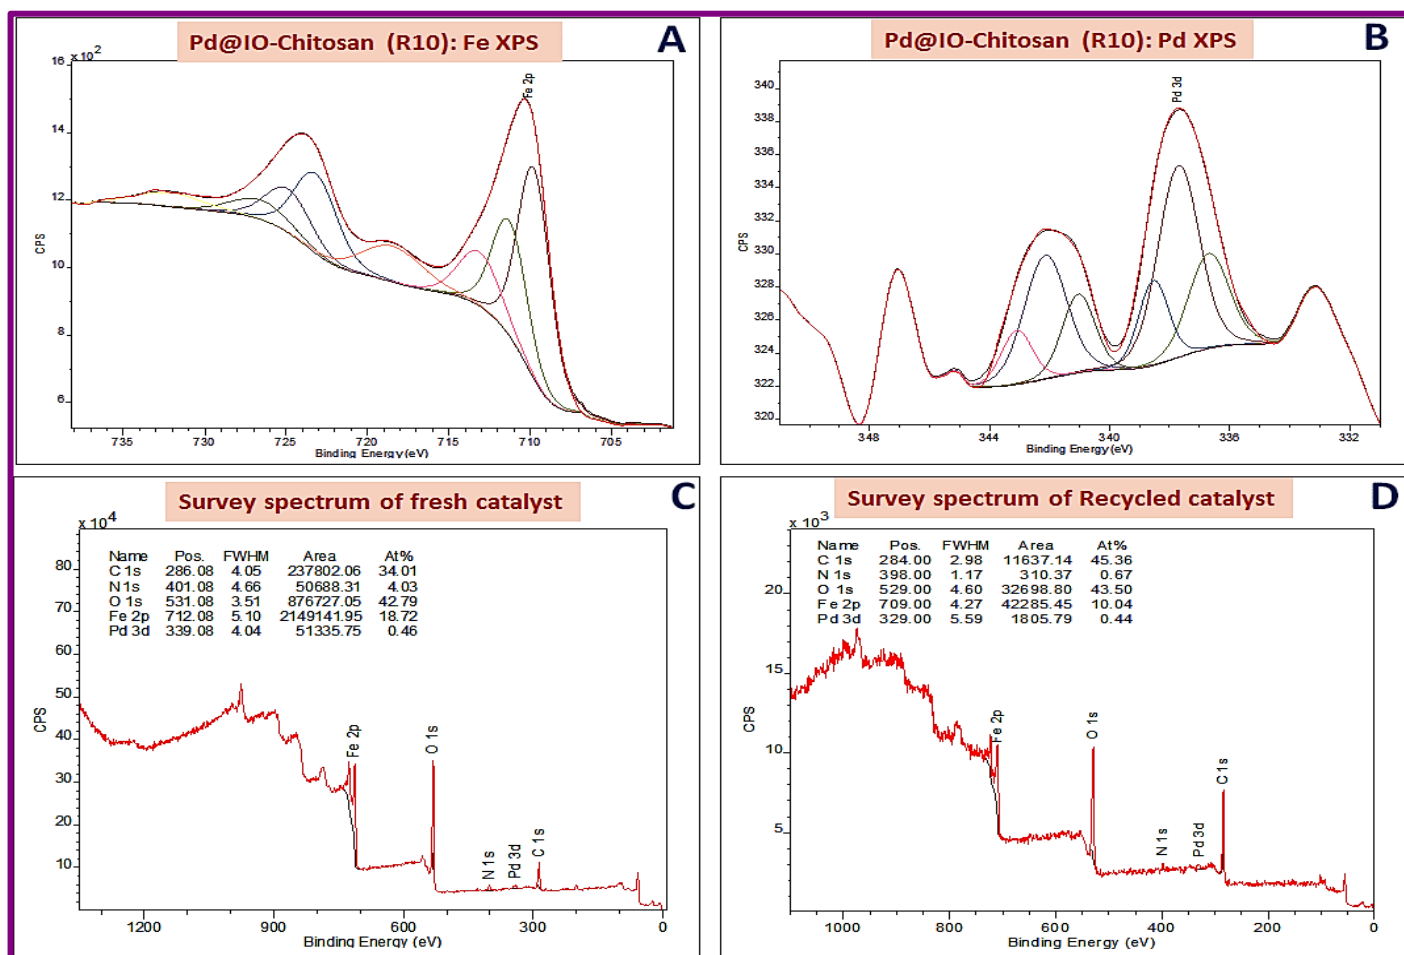 Pd@IO-Chitosan (R10): Fe XPS
A
x 10^2
16
14
12
10
8
6
CPS
Fe 2p
735
730
725
720
715
710
705
Binding Energy (eV)
Pd@IO-Chitosan (R10): Pd XPS
B
340
338
336
334
332
330
328
326
324
322
320
CPS
Pd 3d
348
344
340
336
332
Binding Energy (eV)
Survey spectrum of fresh catalyst
C
x 10^4
Name Pos. FWHM Area At%
C 1s 286.08 4.05 237802.06 34.01
N 1s 401.08 4.66 50688.31 4.03
O 1s 531.08 3.51 876727.05 42.79
Fe 2p 712.08 5.10 2149141.95 18.72
Pd 3d 339.08 4.04 51335.75 0.46
80
70
60
50
40
30
20
10
CPS
Fe 2p
O 1s
N 1s
Pd 3d
C 1s
1200
900
600
300
0
Binding Energy (eV)
Survey spectrum of Recycled catalyst
D
x 10^3
Name Pos. FWHM Area At%
C 1s 284.00 2.98 11637.14 45.36
N 1s 398.00 1.17 310.37 0.67
O 1s 529.00 4.60 32698.80 43.50
Fe 2p 709.00 4.27 42285.45 10.04
Pd 3d 329.00 5.59 1805.79 0.44
20
15
10
5
CPS
Fe 2p
O 1s
N 1s
Pd 3d
C 1s
1000
800
600
400
200
0
Binding Energy (eV)